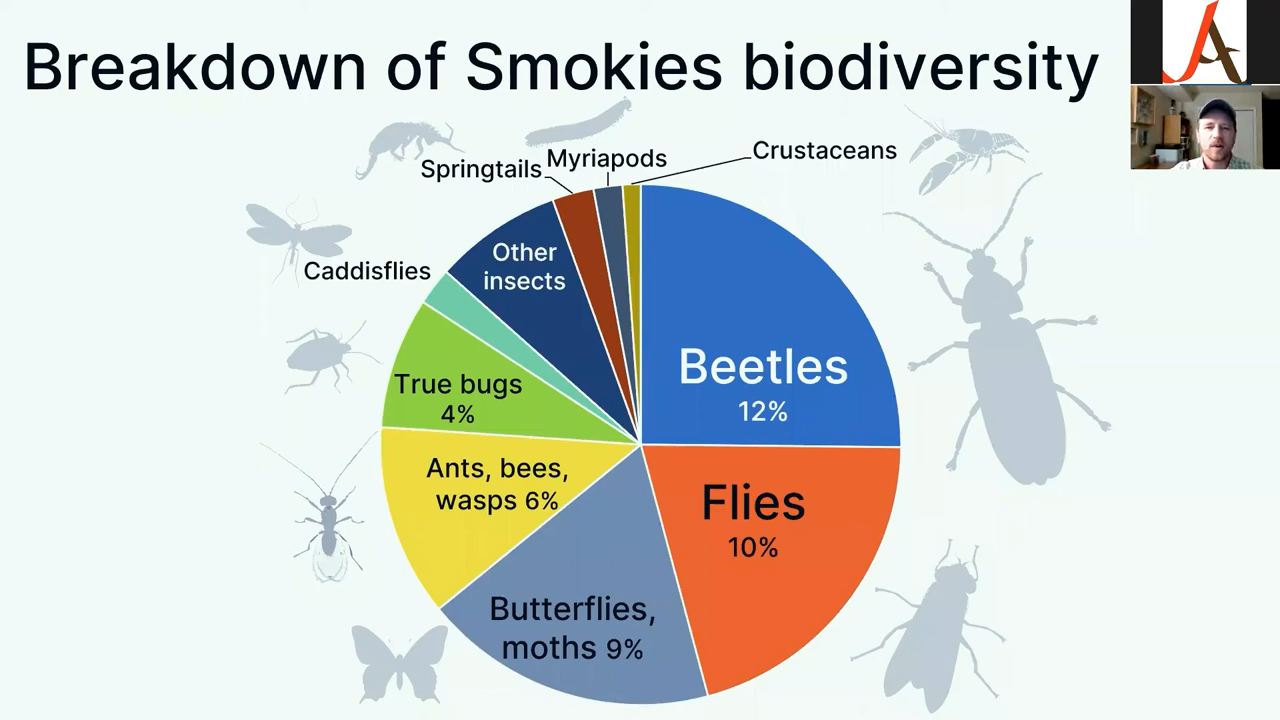 Breakdown of Smokies biodiversity
Crustaceans
Myriapods
Springtails
Other
insects
Caddisflies
Beetles
12%
True bugs
4%
Ants, bees,
wasps 6%
Flies
10%
Butterflies,
moths 9%